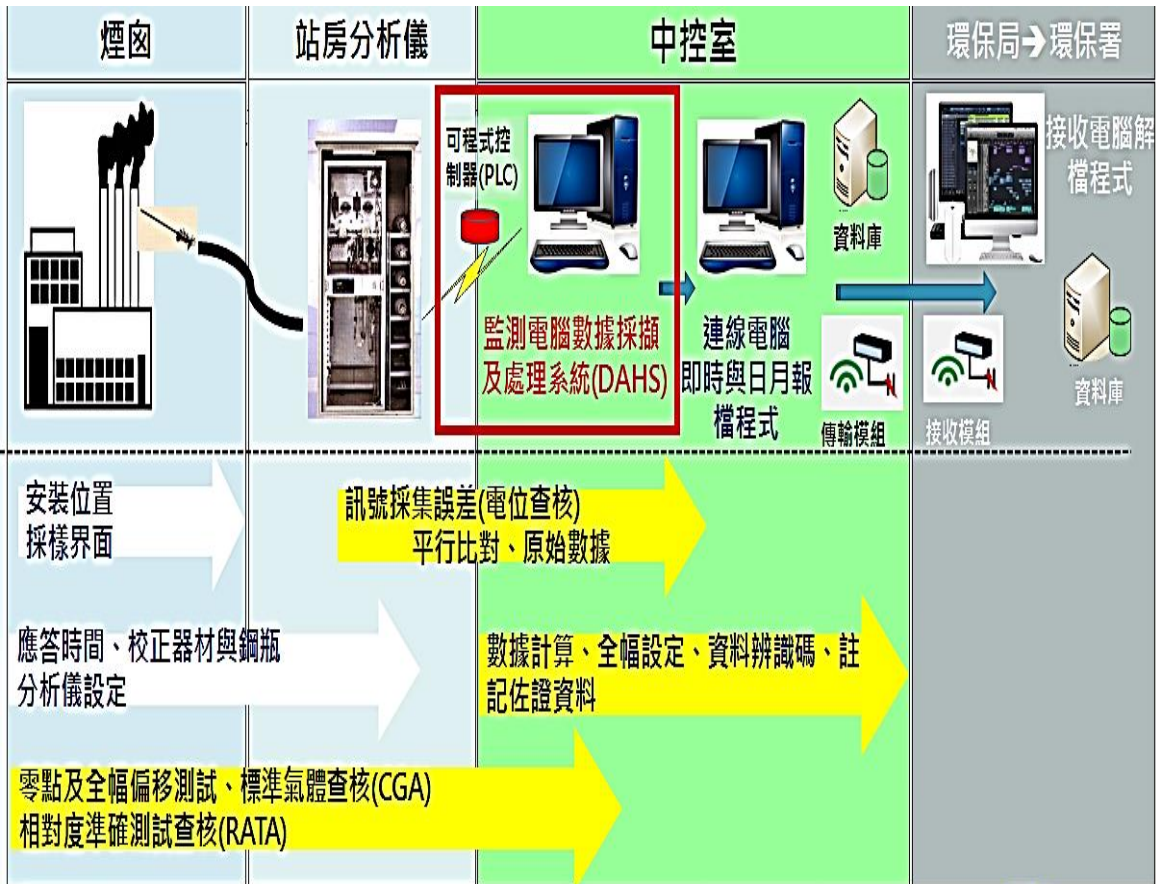 煙囪
站房分析儀
中控室
環保局→環保署
可程式控
制器(PLC)
監測電腦數據採擷
及處理系統(DAHS)
連線電腦
即時與日月報
檔程式
資料庫
傳輸模組
接收電腦解
檔程式
接收模組
資料庫
安裝位置
採樣界面
訊號採集誤差(電位查核)
平行比對、原始數據
應答時間、校正器材與鋼瓶
分析儀設定
數據計算、全幅設定、資料辨識碼、註
記佐證資料
零點及全幅偏移測試、標準氣體查核(CGA)
相對度準確測試查核(RATA)